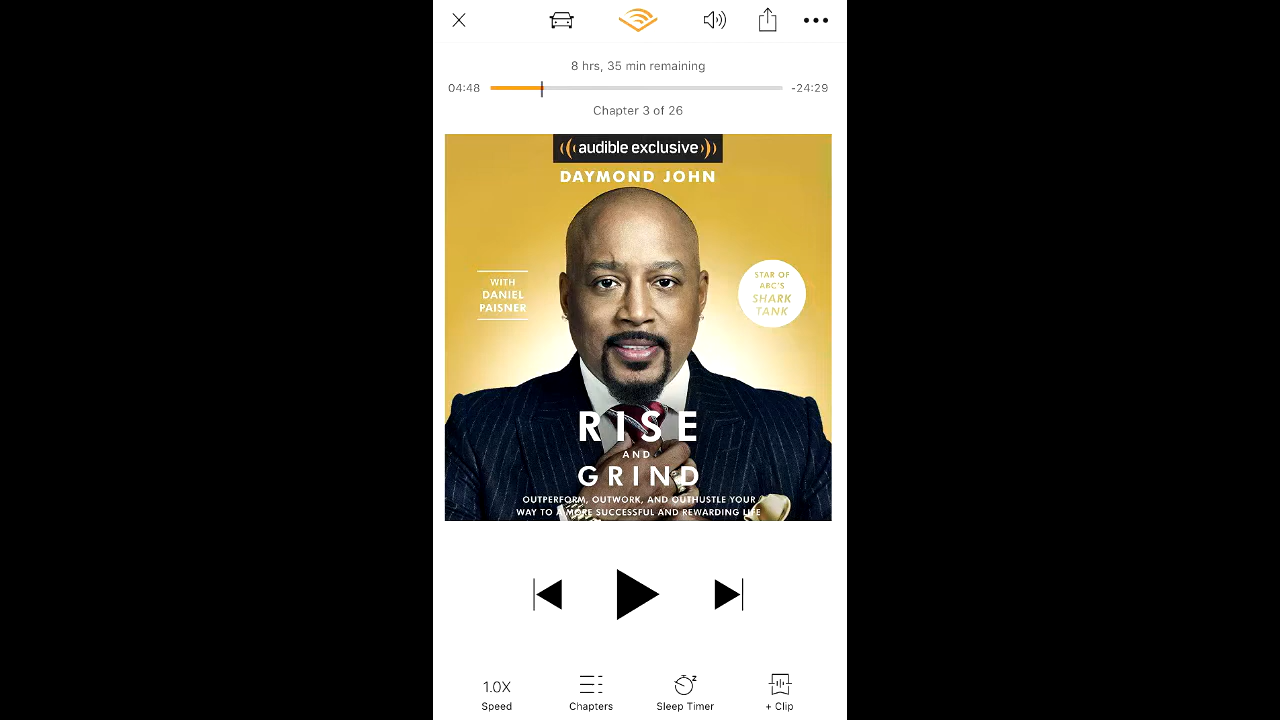 8 hrs, 35 min remaining
04:48
-24:29
Chapter 3 of 26
audible exclusive
DAYMOND JOHN
WITH
DANIEL
PAISNER
STAR OF
ABC'S
SHARK
TANK
RISE
AND
GRIND
OUTPERFORM, OUTWORK, AND OUTHUSTLE YOUR
WAY TO A MORE SUCCESSFUL AND REWARDING LIFE
1.0X
Speed
Chapters
z
Sleep Timer
+ Clip